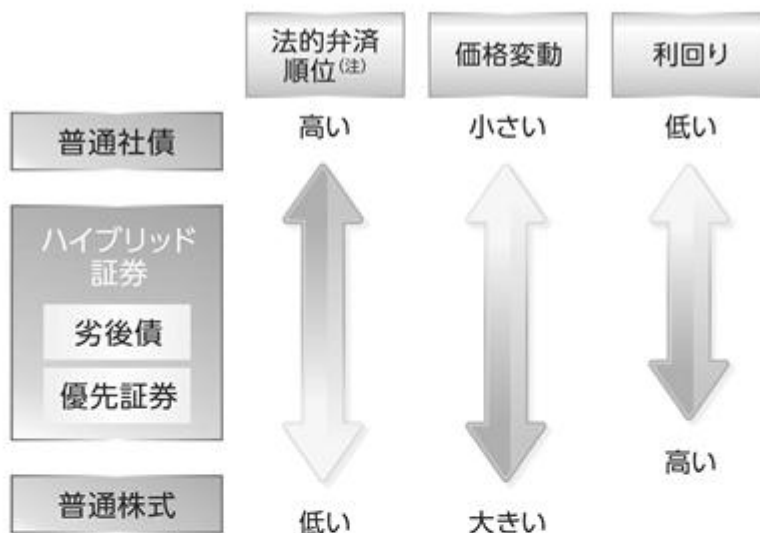 法的弁済
順位(注)
価格変動
利回り
普通社債
高い
小さい
低い
ハイブリッド
証券
劣後債
優先証券
高い
普通株式
低い
大きい